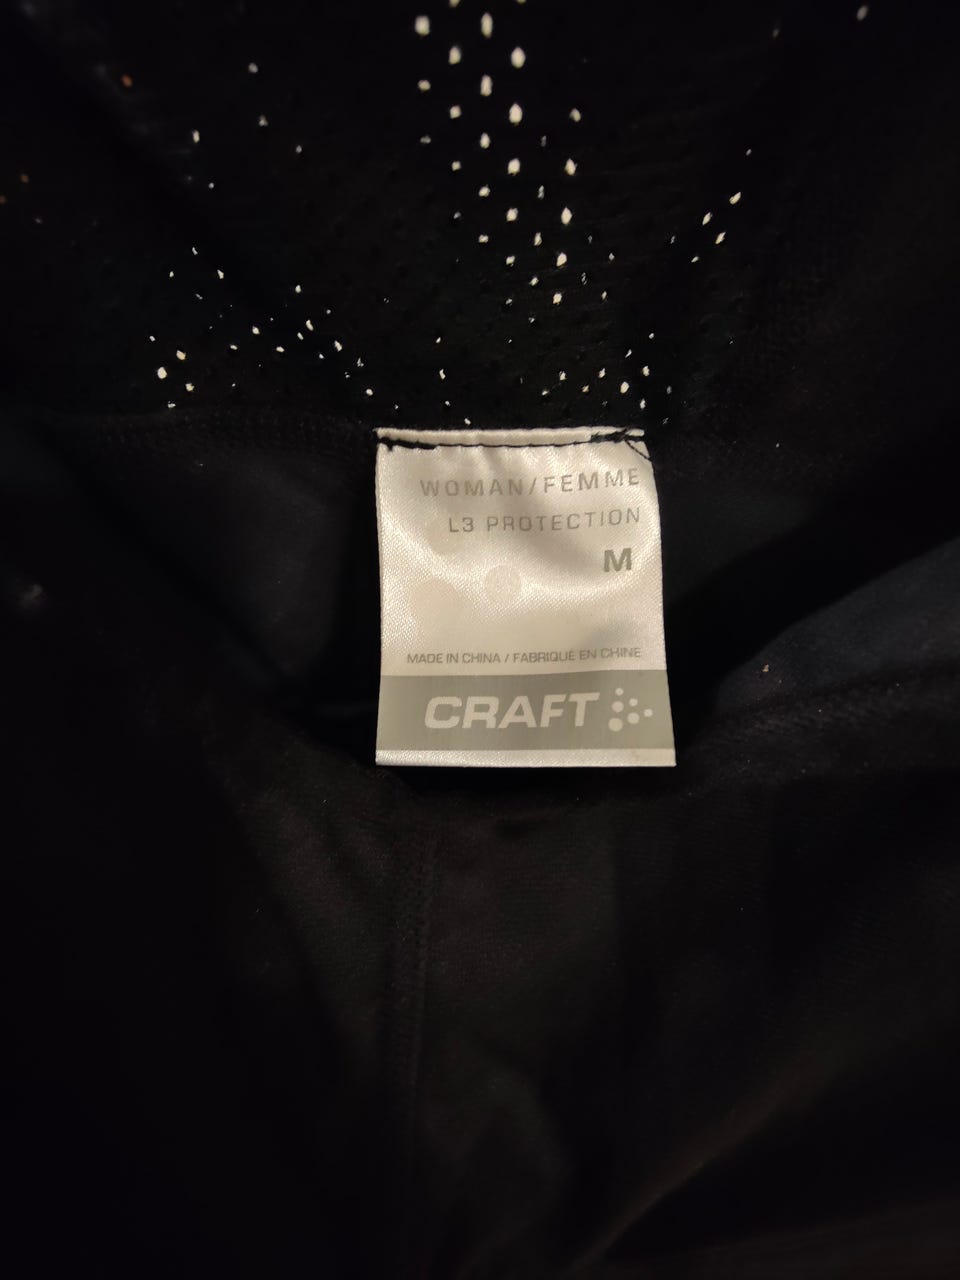 WOMAN/FEMME
L3 PROTECTION
M
MADE IN CHINA / FABRIQUÉ EN CHINE
CRAFT